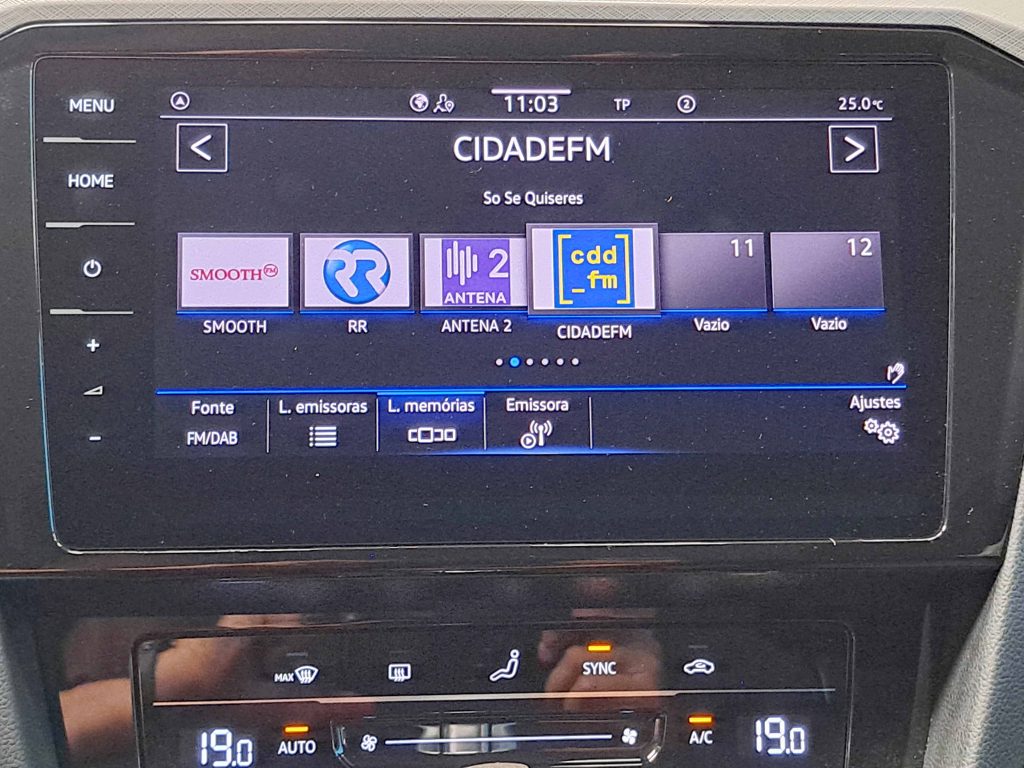 MENU
11:03 TP 2 25.0°C
< CIDADEFM >
HOME
So Se Quiseres
SMOOTH FM RR 2 ANTENA [cdd _fm] 11 12
SMOOTH RR ANTENA 2 CIDADEFM Vazio Vazio
+
-
Fonte L. emissoras L. memórias Emissora Ajustes
FM/DAB
MAX SYNC
19.0 AUTO A/C 19.0